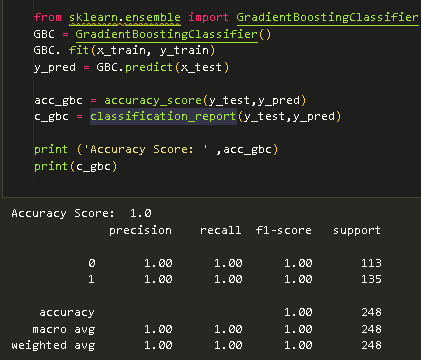 from sklearn.ensemble import GradientBoostingClassifier
GBC = GradientBoostingClassifier()
GBC. fit(x_train, y_train)
y_pred = GBC.predict(x_test)
acc_gbc = accuracy_score(y_test,y_pred)
c_gbc = classification_report(y_test,y_pred)
print ('Accuracy Score: ' ,acc_gbc)
print(c_gbc)
Accuracy Score:  1.0
precision recall f1-score support
0 1.00 1.00 1.00 113
1 1.00 1.00 1.00 135
accuracy 1.00 248
macro avg 1.00 1.00 1.00 248
weighted avg 1.00 1.00 1.00 248